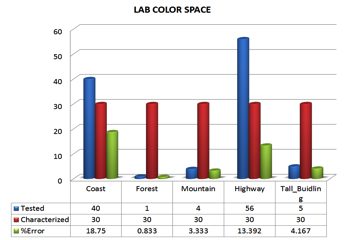 LAB COLOR SPACE
60
50
40
30
20
10
0
Coast Forest Mountain Highway Tall_Buidlin
g
Tested 40 1 4 56 5
Characterized 30 30 30 30 30
%Error 18.75 0.833 3.333 13.392 4.167